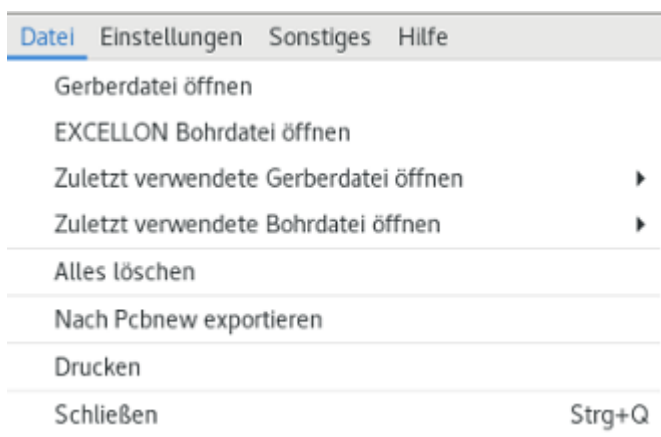 Datei Einstellungen Sonstiges Hilfe
Gerberdatei öffnen
EXCELLON Bohrdatei öffnen
Zuletzt verwendete Gerberdatei öffnen
Zuletzt verwendete Bohrdatei öffnen
Alles löschen
Nach Pcbnew exportieren
Drucken
Schließen Strg+Q